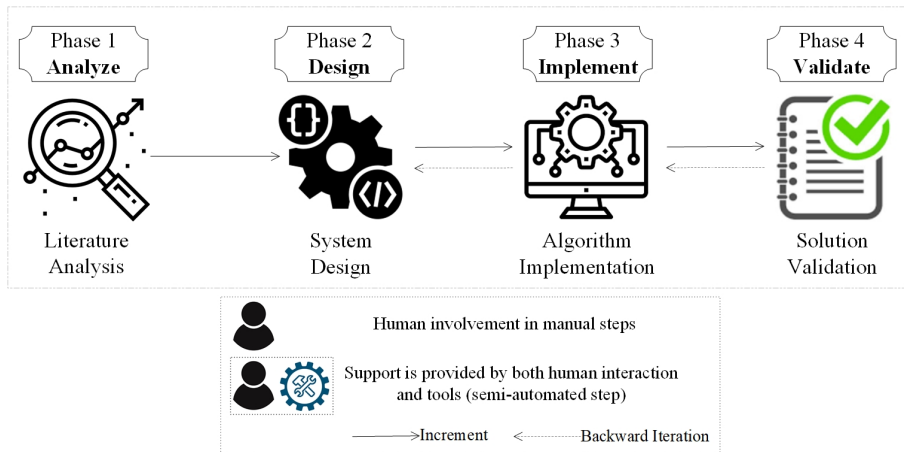 Phase 1
Analyze
Phase 2
Design
Phase 3
Implement
Phase 4
Validate
Literature
Analysis
System
Design
Algorithm
Implementation
Solution
Validation
Human involvement in manual steps
Support is provided by both human interaction
and tools (semi-automated step)
Increment
Backward Iteration